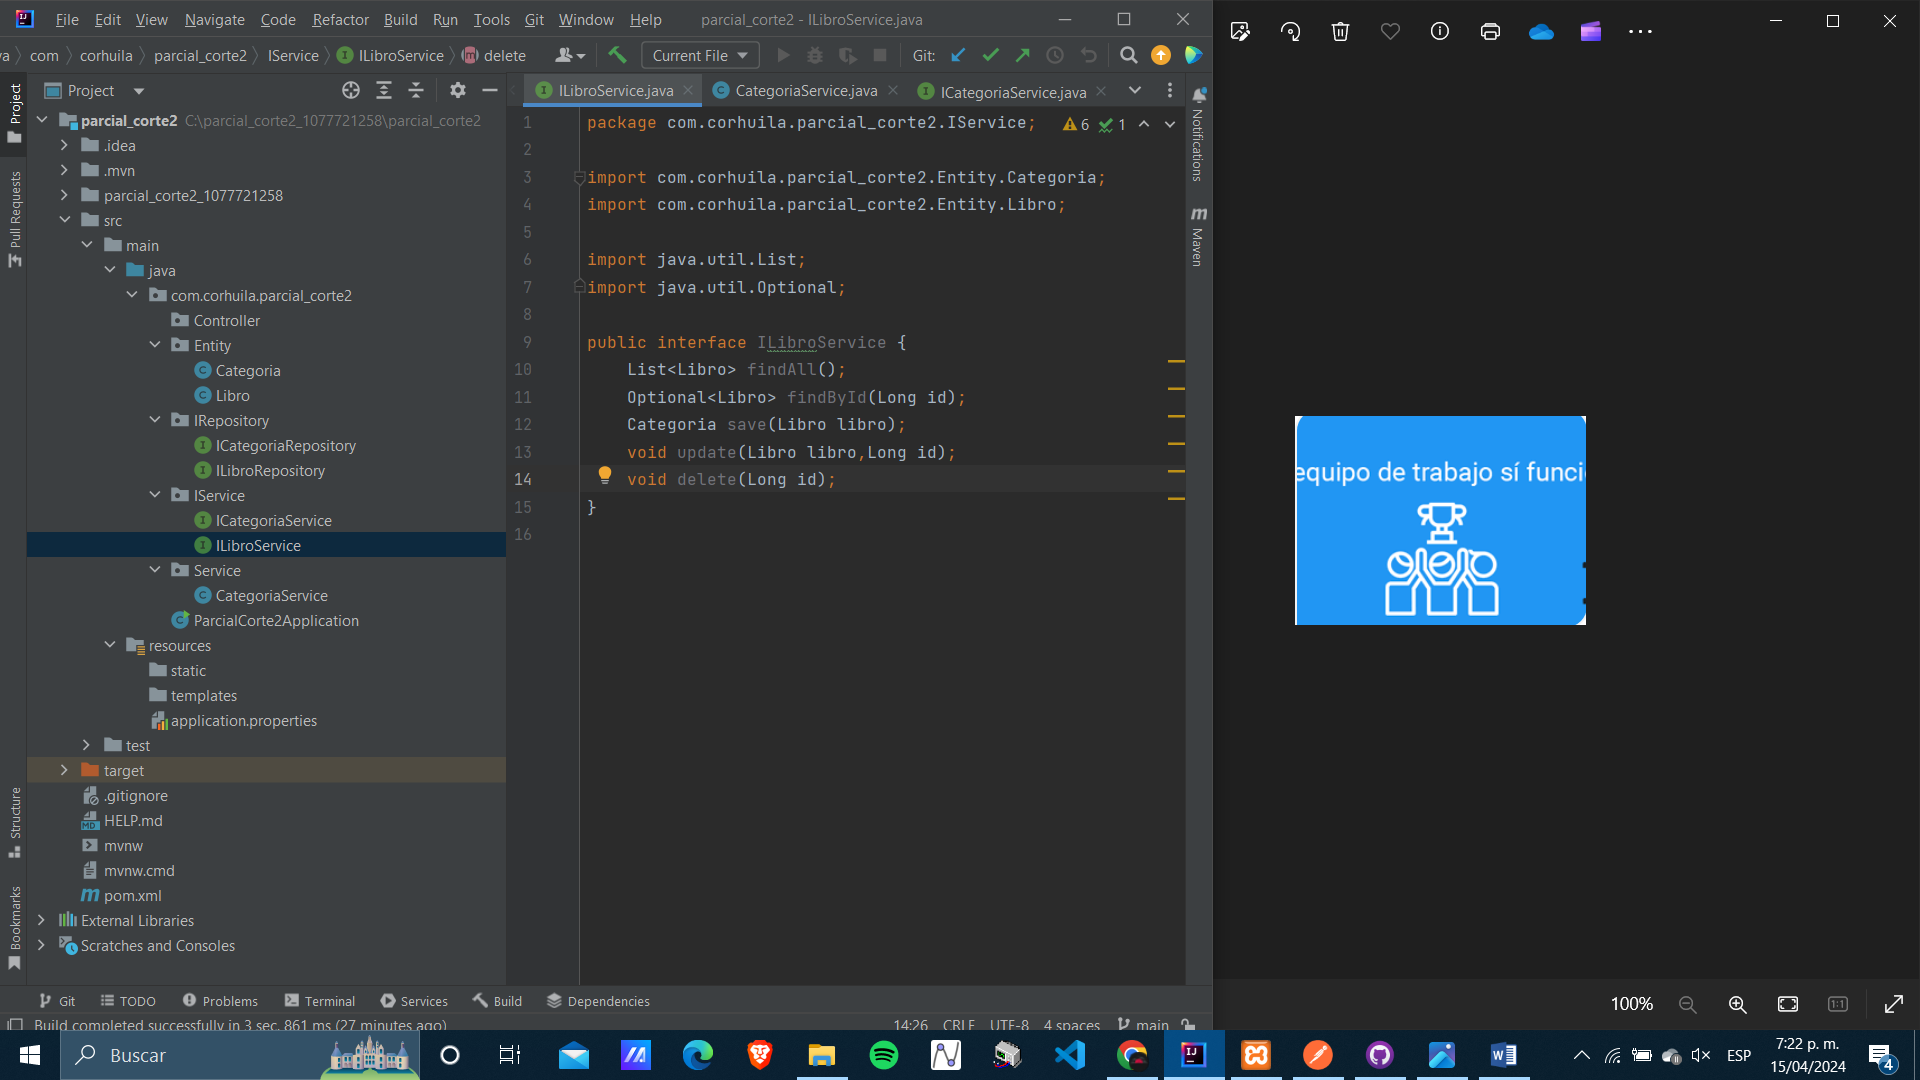 File Edit View Navigate Code Refactor Build Run Tools Git Window Help parcial_corte2 - ILibroService.java
va com corhuila parcial_corte2 IService ILibroService delete Current File Git:
Project
ILibroService.java CategoriaService.java ICategoriaService.java
parcial_corte2 C:\parcial_corte2_1077721258\parcial_corte2
.idea
.mvn
parcial_corte2_1077721258
src
main
java
com.corhuila.parcial_corte2
Controller
Entity
Categoria
Libro
IRepository
ICategoriaRepository
ILibroRepository
IService
ICategoriaService
ILibroService
Service
CategoriaService
ParcialCorte2Application
resources
static
templates
application.properties
test
target
.gitignore
HELP.md
mvnw
mvnw.cmd
pom.xml
External Libraries
Scratches and Consoles
Project
Pull Requests
Structure
Bookmarks
1 package com.corhuila.parcial_corte2.IService; 6 1
2
3 import com.corhuila.parcial_corte2.Entity.Categoria;
4 import com.corhuila.parcial_corte2.Entity.Libro;
5
6 import java.util.List;
7 import java.util.Optional;
8
9 public interface ILibroService {
10 List<Libro> findAll();
11 Optional<Libro> findById(Long id);
12 Categoria save(Libro libro);
13 void update(Libro libro,Long id);
14 void delete(Long id);
15 }
16
Notifications
Maven
Git TODO Problems Terminal Services Build Dependencies
Build completed successfully in 3 sec, 861 ms (27 minutes ago) 14:26 CRLF UTF-8 4 spaces main
equipo de trabajo sí funci
100%
1:1
Buscar
ESP
7:22 p. m.
15/04/2024
4